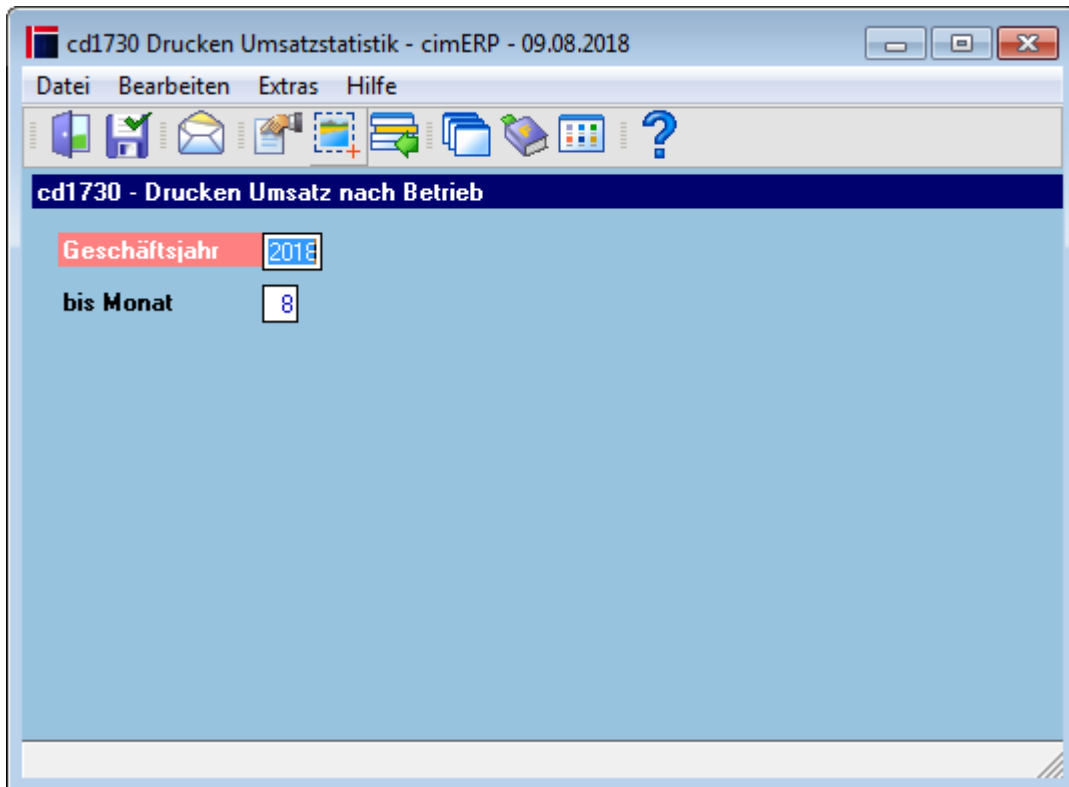 cd1730 Drucken Umsatzstatistik - cimERP - 09.08.2018
Datei Bearbeiten Extras Hilfe
cd1730 - Drucken Umsatz nach Betrieb
Geschäftsjahr 2018
bis Monat 8